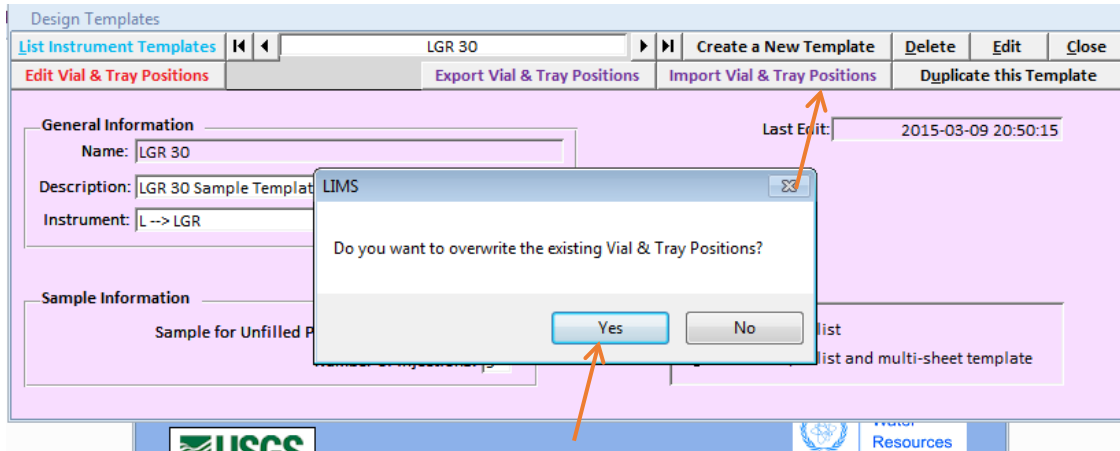 Design Templates
List Instrument Templates LGR 30 Create a New Template Delete Edit Close
Edit Vial & Tray Positions Export Vial & Tray Positions Import Vial & Tray Positions Duplicate this Template
General Information
Last Edit: 2015-03-09 20:50:15
Name: LGR 30
LIMS
Description: LGR 30 Sample Templat
Instrument: L --> LGR
Do you want to overwrite the existing Vial & Tray Positions?
Sample Information
Yes No
Sample for Unfilled P list
list and multi-sheet template
USGS
Water
Resources